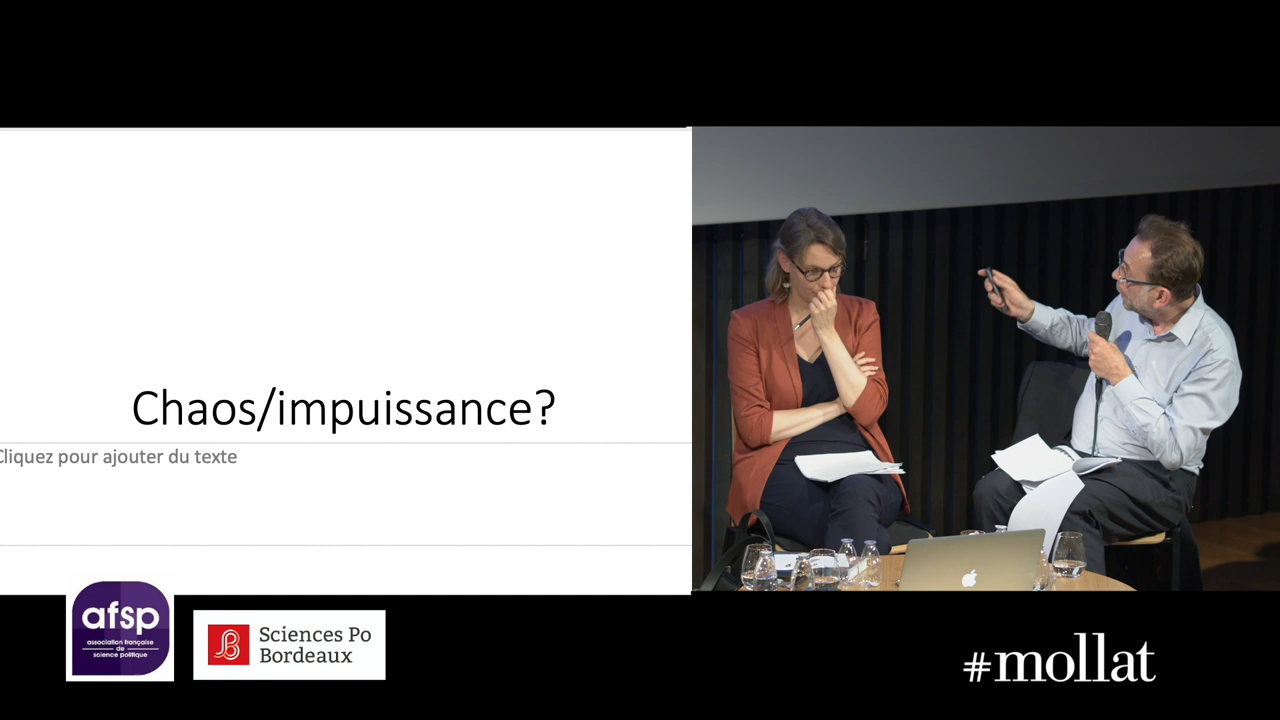 Chaos/impuissance?
Cliquez pour ajouter du texte
afsp
association française
de
science politique
Sciences Po
Bordeaux
#mollat